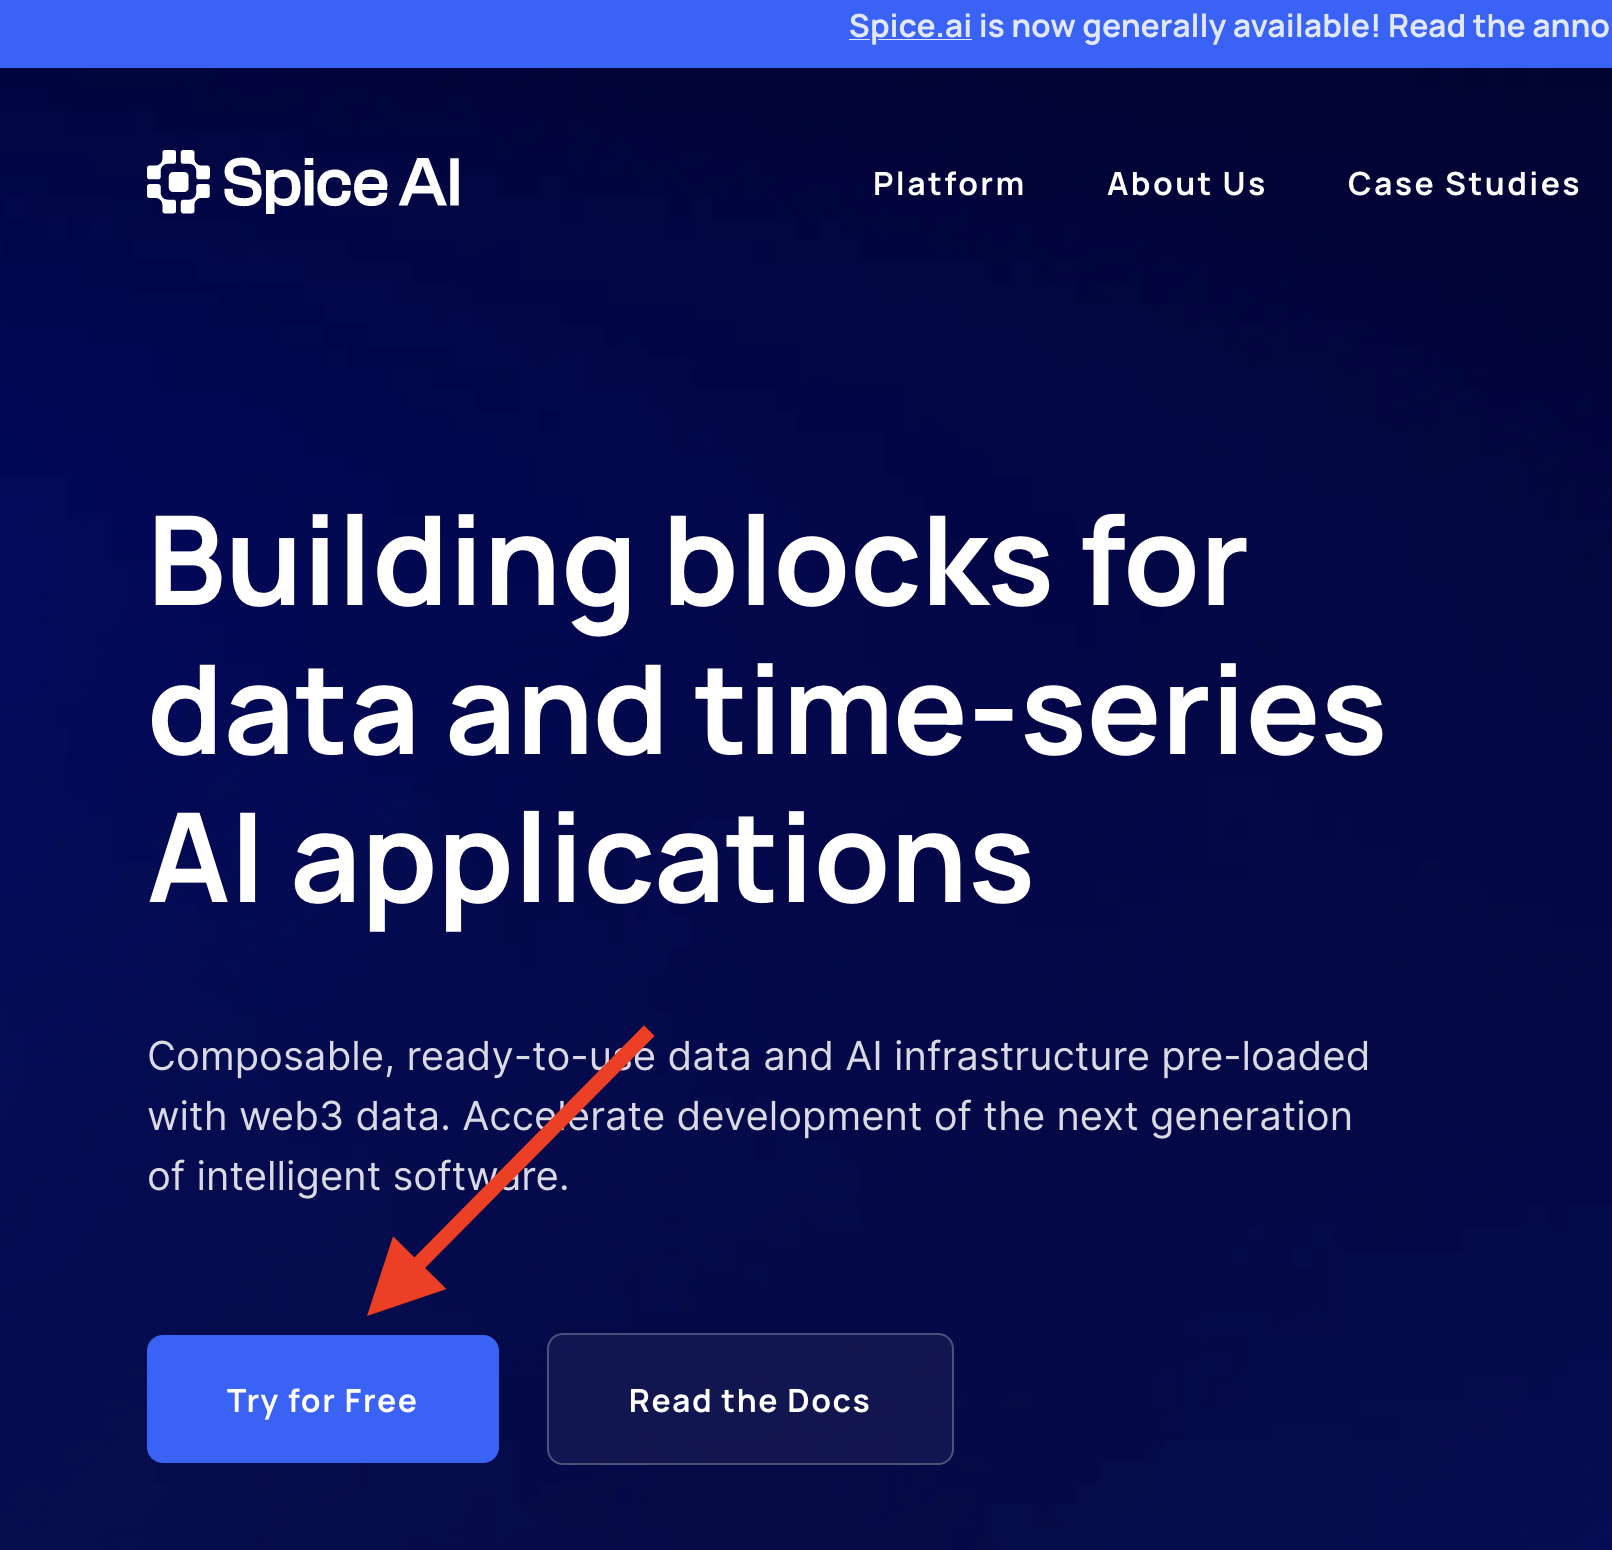 Spice.ai is now generally available! Read the anno
Spice AI
Platform About Us Case Studies
Building blocks for
data and time-series
AI applications
Composable, ready-to-use data and AI infrastructure pre-loaded
with web3 data. Accelerate development of the next generation
of intelligent software.
Try for Free Read the Docs